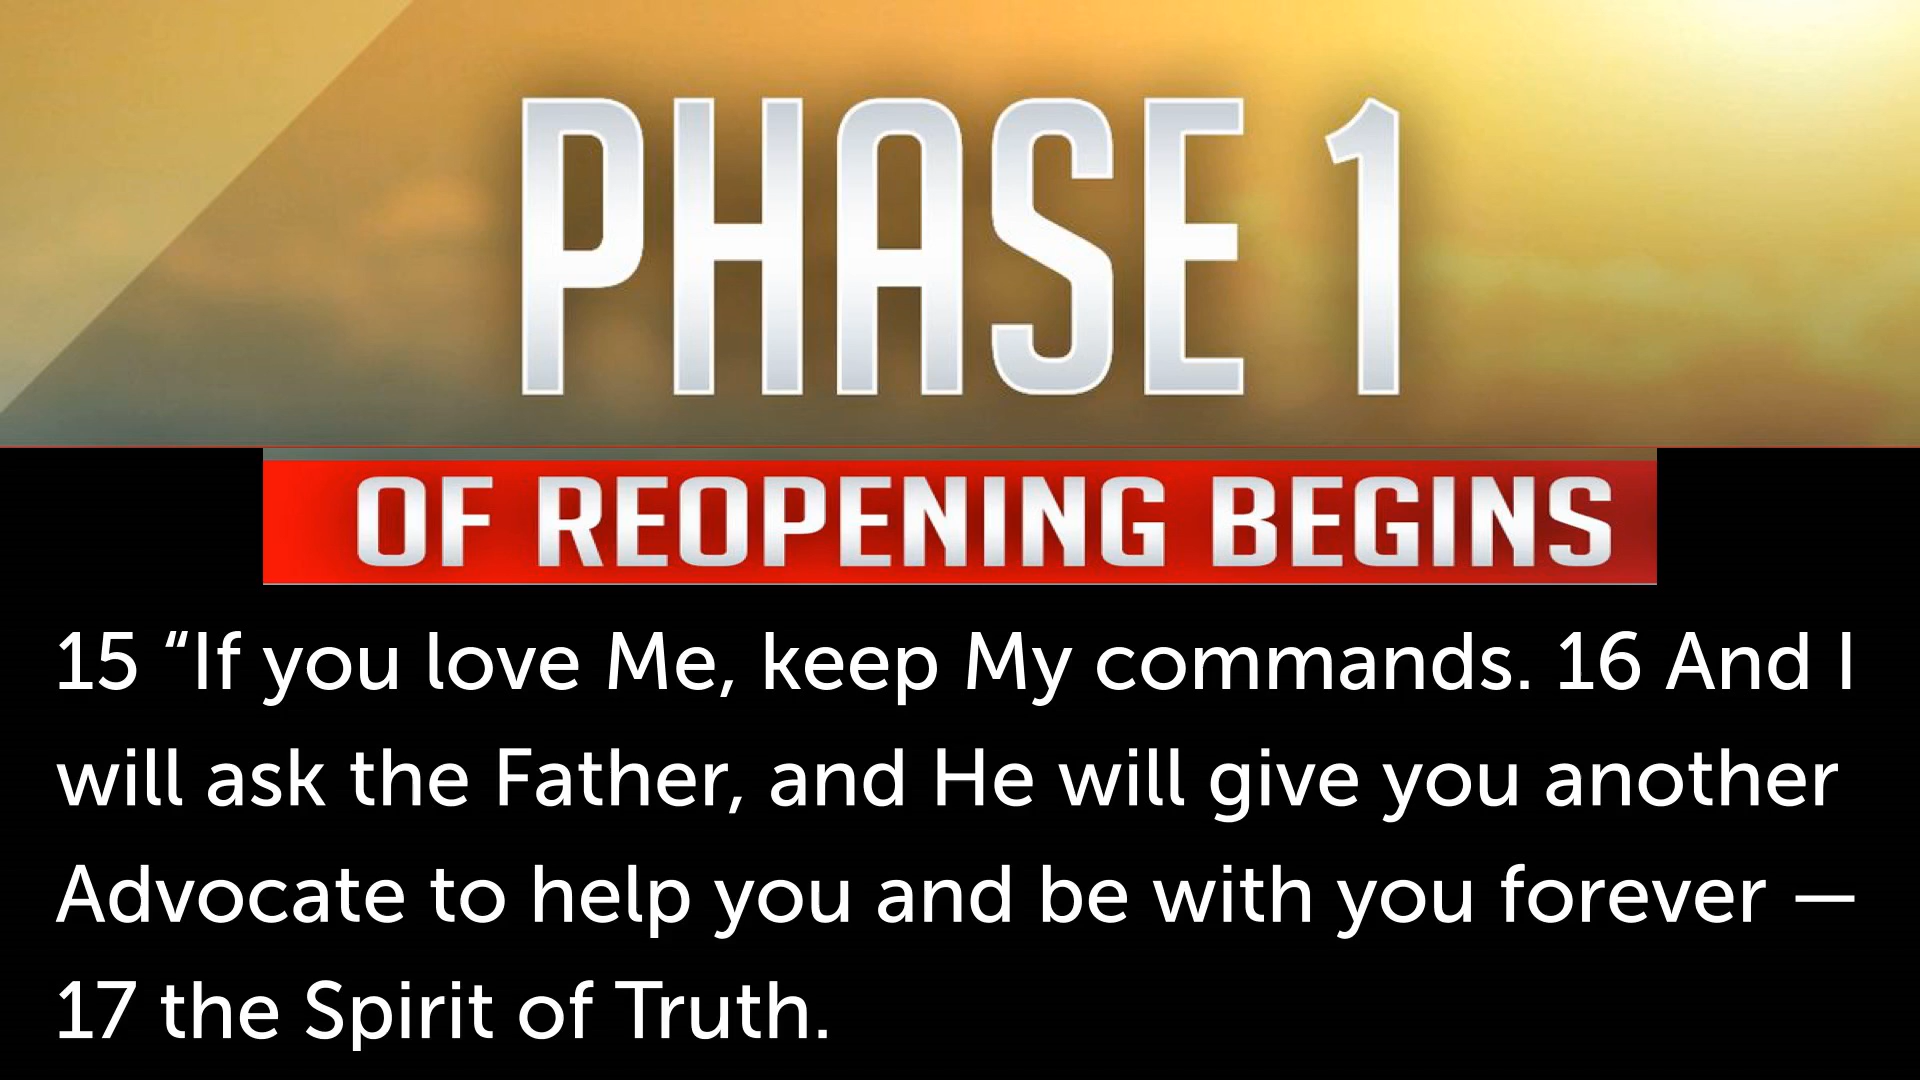 PHASE 1
OF REOPENING BEGINS
15 “If you love Me, keep My commands. 16 And I
will ask the Father, and He will give you another
Advocate to help you and be with you forever —
17 the Spirit of Truth.